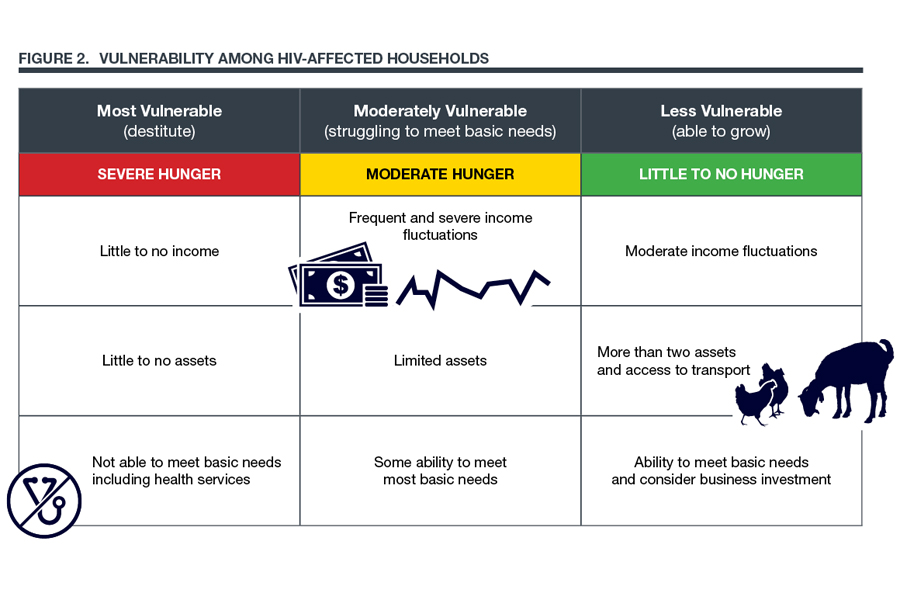 FIGURE 2. VULNERABILITY AMONG HIV-AFFECTED HOUSEHOLDS
Most Vulnerable
(destitute)
Moderately Vulnerable
(struggling to meet basic needs)
Less Vulnerable
(able to grow)
SEVERE HUNGER
MODERATE HUNGER
LITTLE TO NO HUNGER
Little to no income
Frequent and severe income
fluctuations
$
Moderate income fluctuations
Little to no assets
Limited assets
More than two assets
and access to transport
Not able to meet basic needs
including health services
Some ability to meet
most basic needs
Ability to meet basic needs
and consider business investment